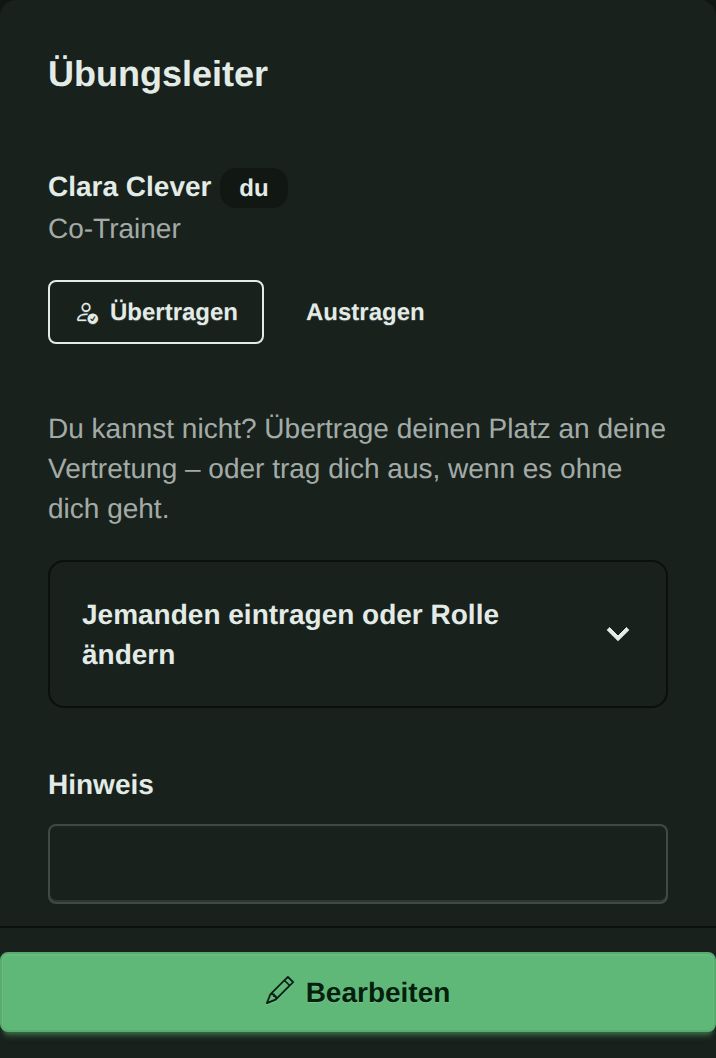 Übungsleiter
Clara Clever du
Co-Trainer
Übertragen Austragen
Du kannst nicht? Übertrage deinen Platz an deine
Vertretung – oder trag dich aus, wenn es ohne
dich geht.
Jemanden eintragen oder Rolle
ändern
Hinweis
Bearbeiten